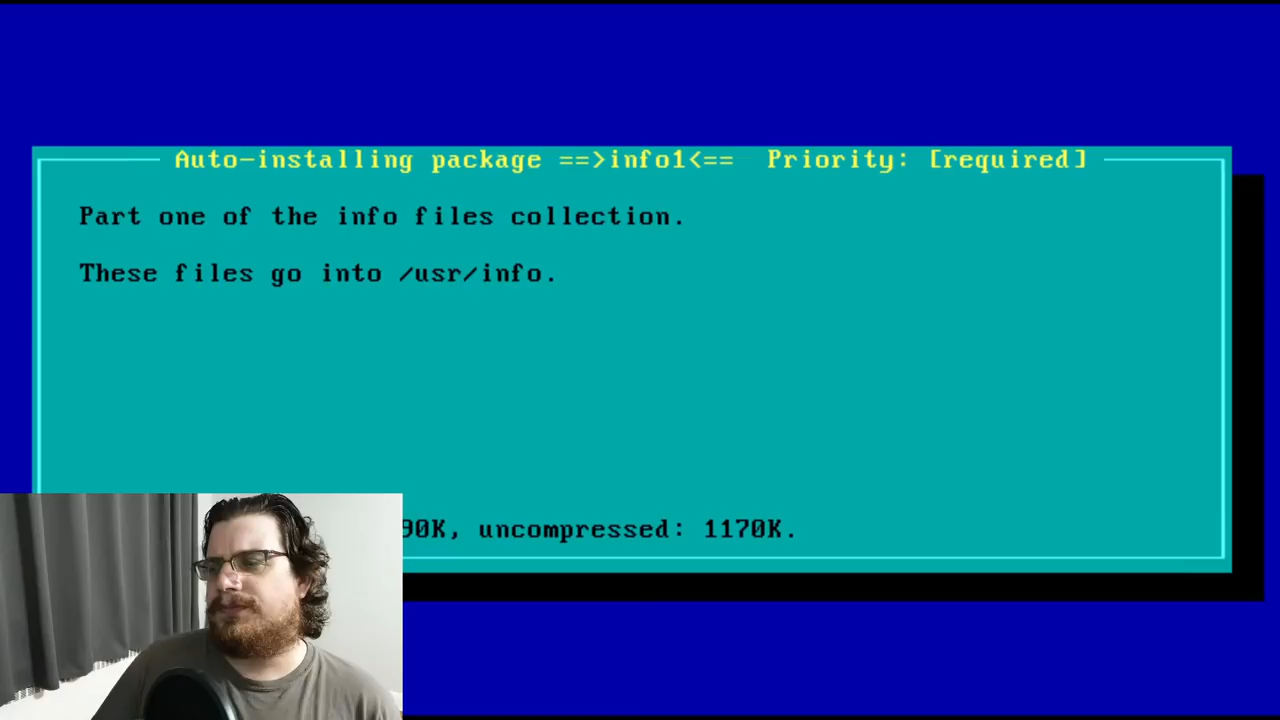 Auto-installing package ==>info1<== Priority: [required]
Part one of the info files collection.
These files go into /usr/info.
90K, uncompressed: 1170K.